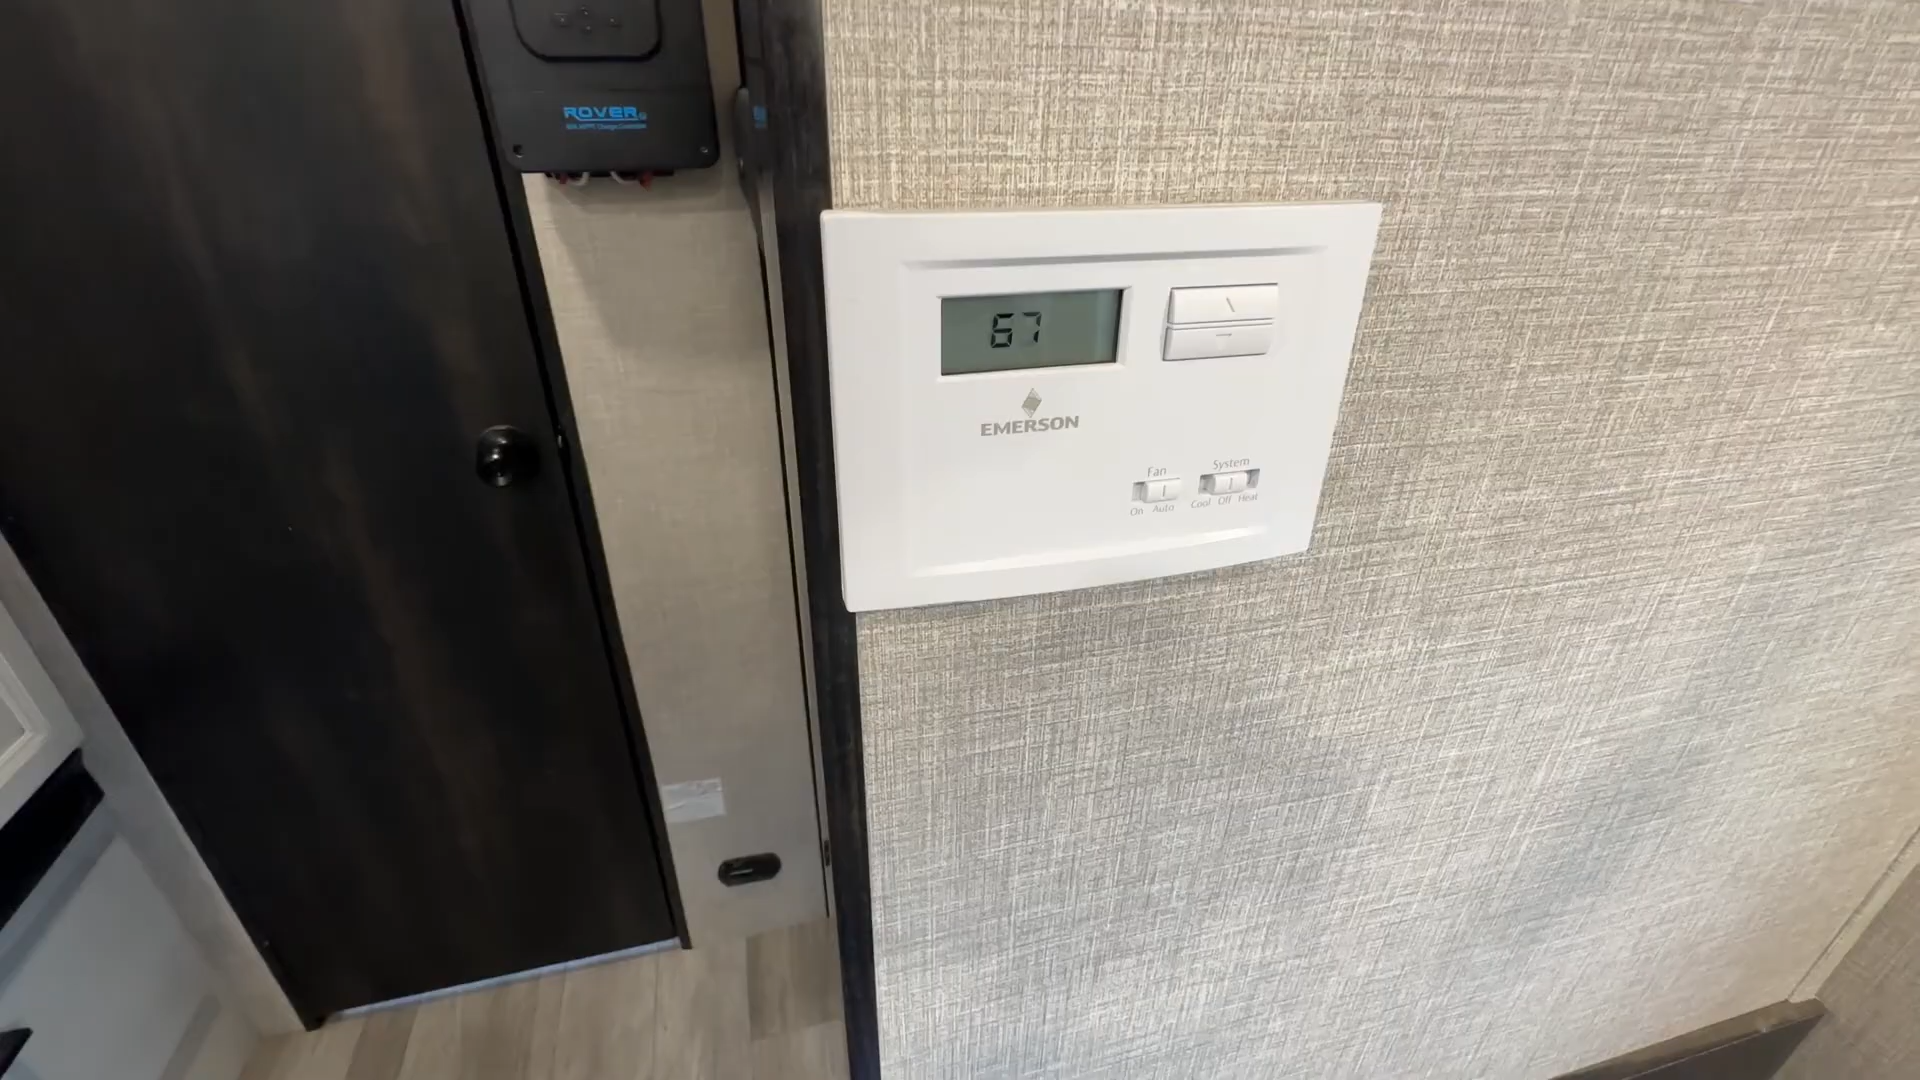 ROVER
67
EMERSON
Fan
System
On Auto
Cool Off Heat